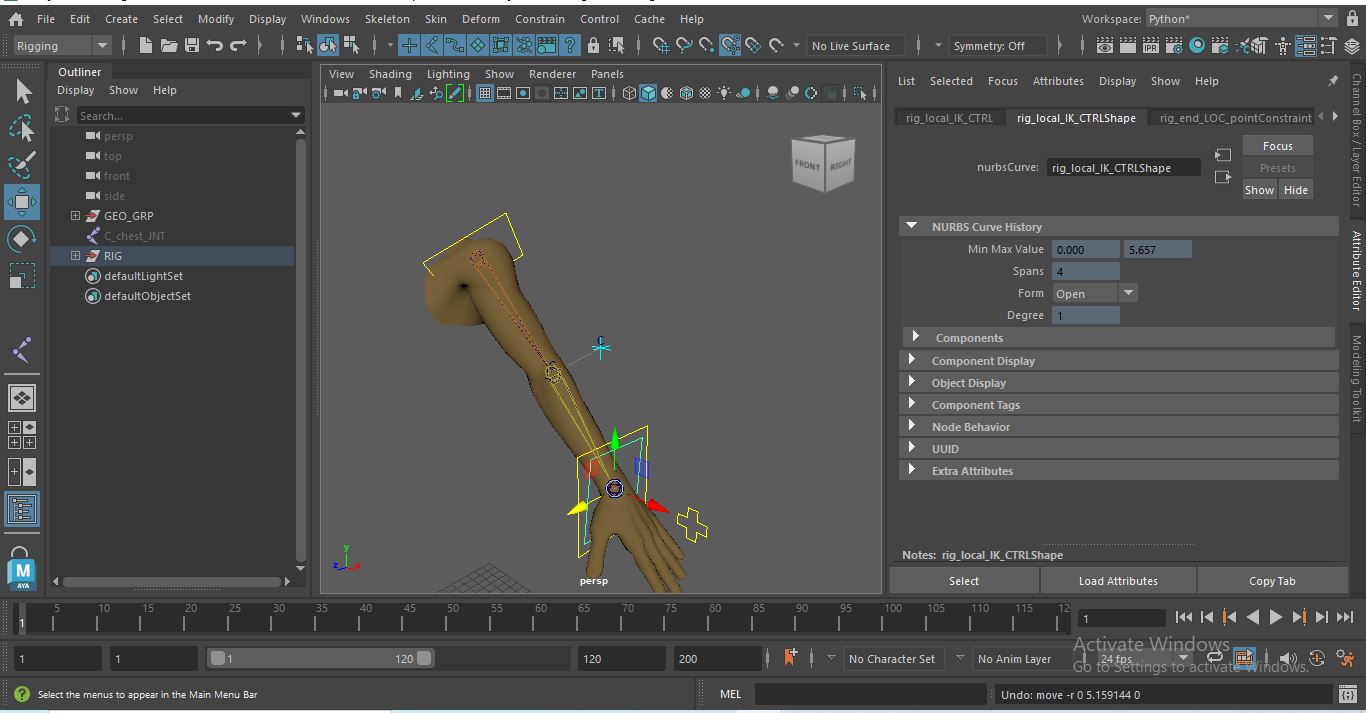 File Edit Create Select Modify Display Windows Skeleton Skin Deform Constrain Control Cache Help Workspace: Python*
Rigging No Live Surface Symmetry: Off IPR
Outliner
Display Show Help
Search...
persp
top
front
side
GEO_GRP
C_chest_JNT
RIG
defaultLightSet
defaultObjectSet
View Shading Lighting Show Renderer Panels
FRONT RIGHT
C
y
z x
persp
List Selected Focus Attributes Display Show Help
rig_local_IK_CTRL rig_local_IK_CTRLShape rig_end_LOC_pointConstraint
Focus
nurbsCurve: rig_local_IK_CTRLShape Presets
Show Hide
NURBS Curve History
Min Max Value 0.000 5.657
Spans 4
Form Open
Degree 1
Components
Component Display
Object Display
Component Tags
Node Behavior
UUID
Extra Attributes
Notes: rig_local_IK_CTRLShape
Select Load Attributes Copy Tab
Channel Box / Layer Editor
Attribute Editor
Modeling Toolkit
M
AYA
5 10 15 20 25 30 35 40 45 50 55 60 65 70 75 80 85 90 95 100 105 110 115 12
1 1
1 1 1 120 120 200 No Character Set No Anim Layer 24 fps
Activate Windows
Go to Settings to activate Windows.
Select the menus to appear in the Main Menu Bar MEL Undo: move -r 0 5.159144 0